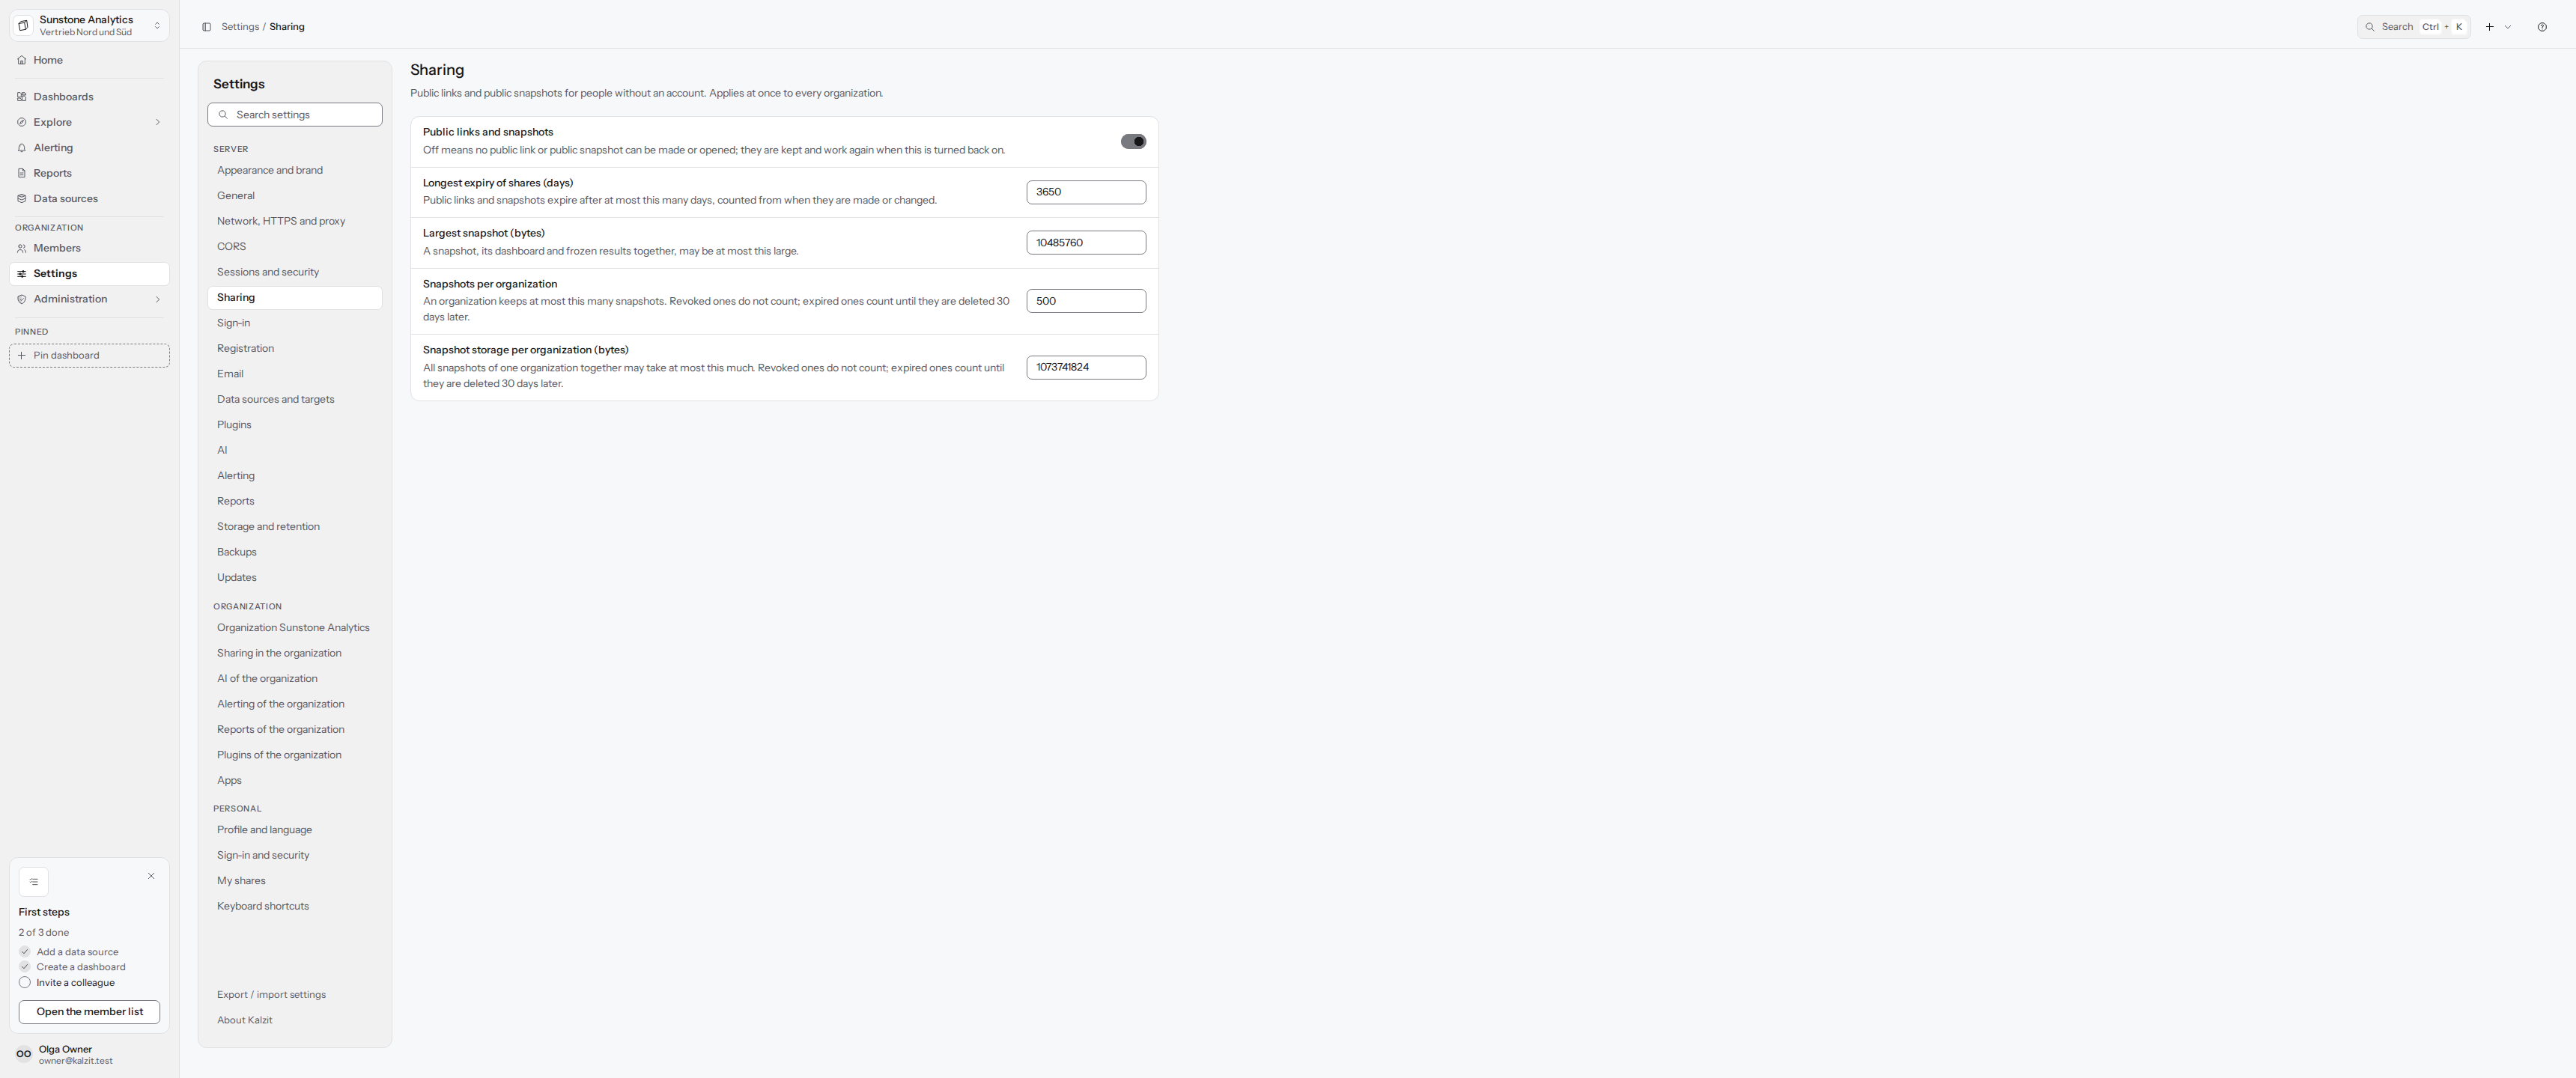 Sunstone Analytics
Vertrieb Nord und Süd
Home
Dashboards
Explore
Alerting
Reports
Data sources
ORGANIZATION
Members
Settings
Administration
PINNED
Pin dashboard
First steps
2 of 3 done
Add a data source
Create a dashboard
Invite a colleague
Open the member list
OO
Olga Owner
owner@kalzit.test
Settings / Sharing
Search Ctrl + K
Settings
Search settings
SERVER
Appearance and brand
General
Network, HTTPS and proxy
CORS
Sessions and security
Sharing
Sign-in
Registration
Email
Data sources and targets
Plugins
AI
Alerting
Reports
Storage and retention
Backups
Updates
ORGANIZATION
Organization Sunstone Analytics
Sharing in the organization
AI of the organization
Alerting of the organization
Reports of the organization
Plugins of the organization
Apps
PERSONAL
Profile and language
Sign-in and security
My shares
Keyboard shortcuts
Export / import settings
About Kalzit
Sharing
Public links and public snapshots for people without an account. Applies at once to every organization.
Public links and snapshots
Off means no public link or public snapshot can be made or opened; they are kept and work again when this is turned back on.
Longest expiry of shares (days)
Public links and snapshots expire after at most this many days, counted from when they are made or changed.
3650
Largest snapshot (bytes)
A snapshot, its dashboard and frozen results together, may be at most this large.
10485760
Snapshots per organization
An organization keeps at most this many snapshots. Revoked ones do not count; expired ones count until they are deleted 30
days later.
500
Snapshot storage per organization (bytes)
All snapshots of one organization together may take at most this much. Revoked ones do not count; expired ones count until
they are deleted 30 days later.
1073741824